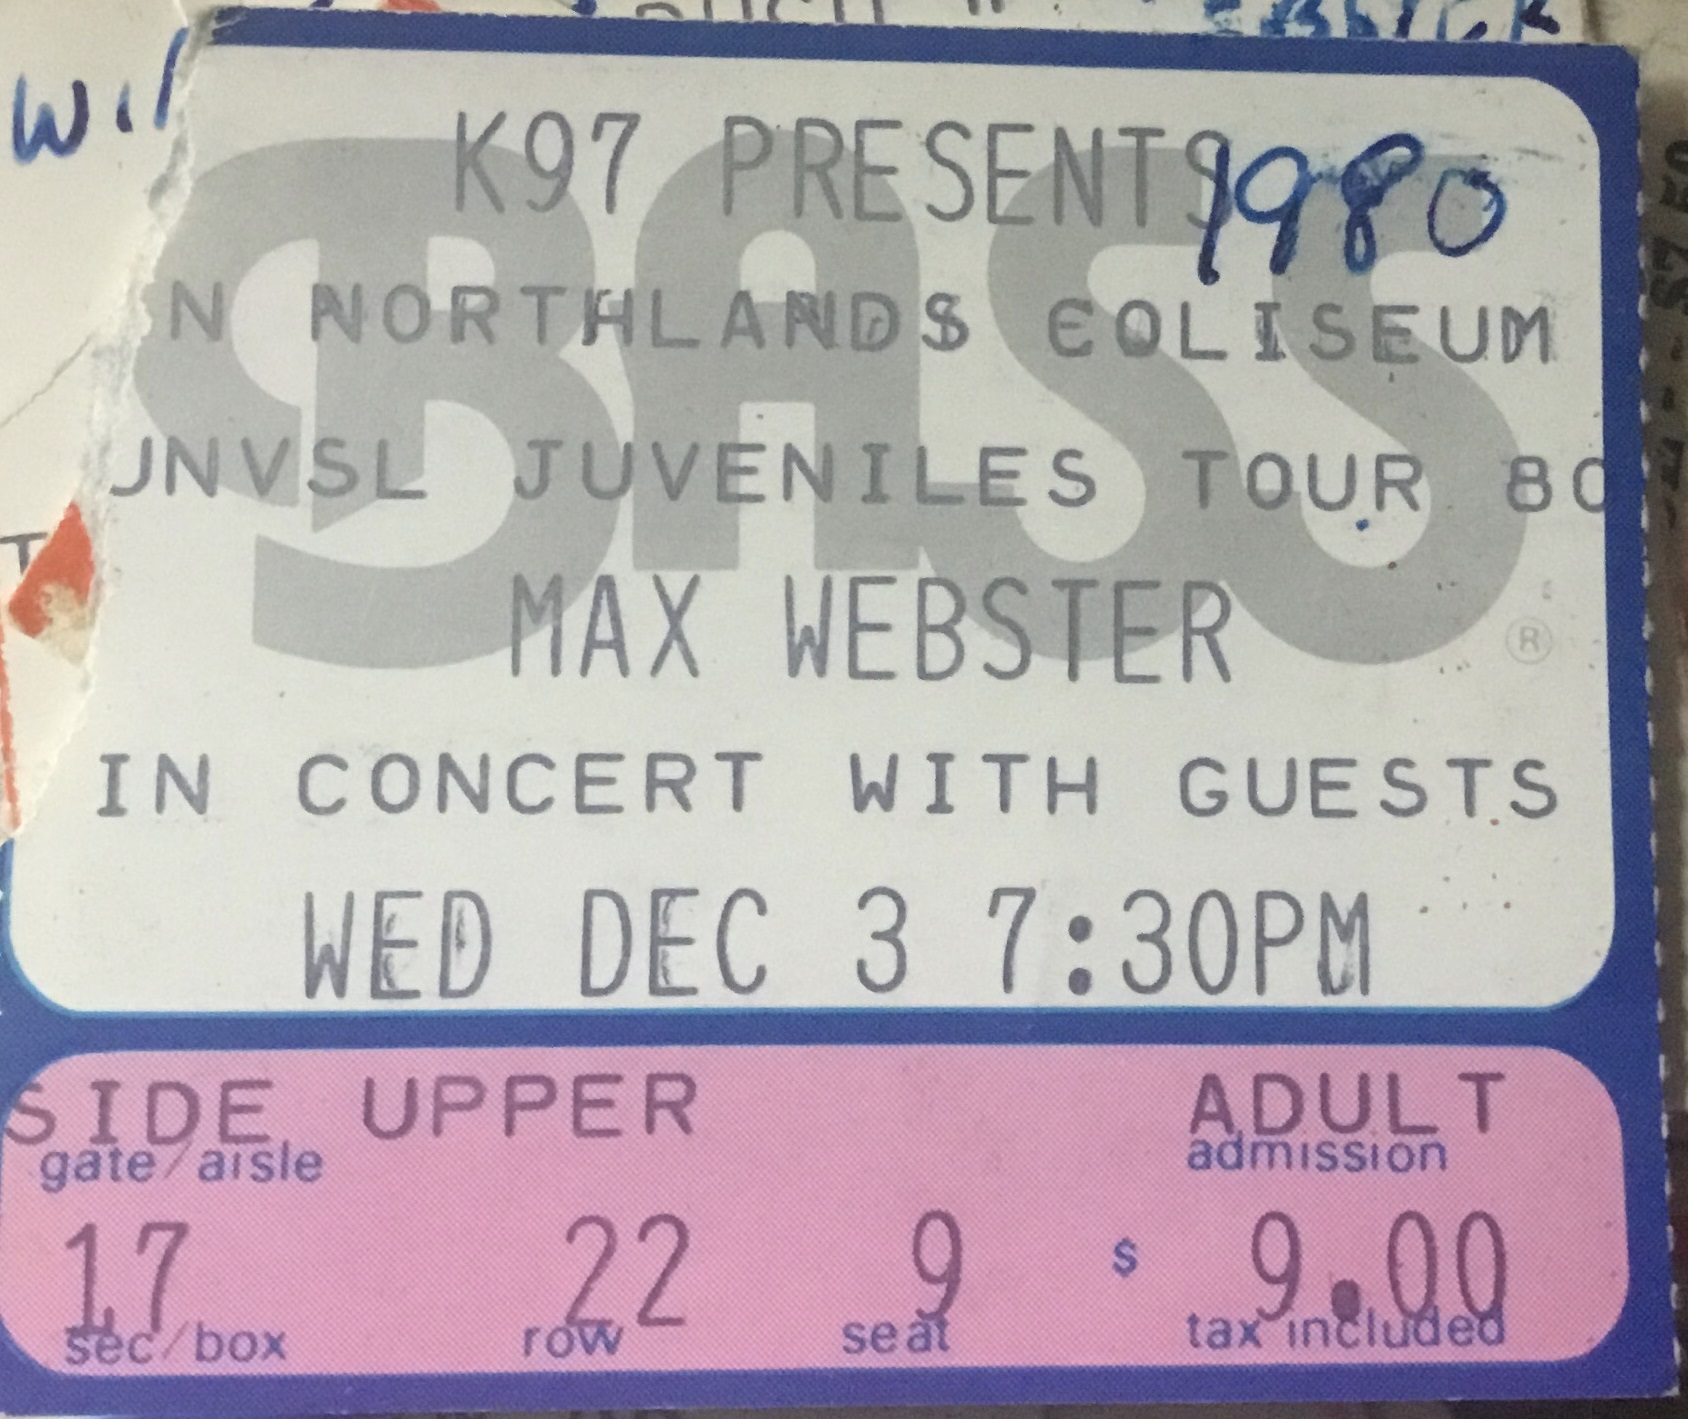 K97 PRESENTS 1980
N NORTHLANDS COLISEUM
UNVSL JUVENILES TOUR 80
MAX WEBSTER
IN CONCERT WITH GUESTS
WED DEC 3 7:30PM
BASS ®
SIDE UPPER ADULT
gate/aisle admission
17 22 9 $ 9.00
sec/box row seat tax included